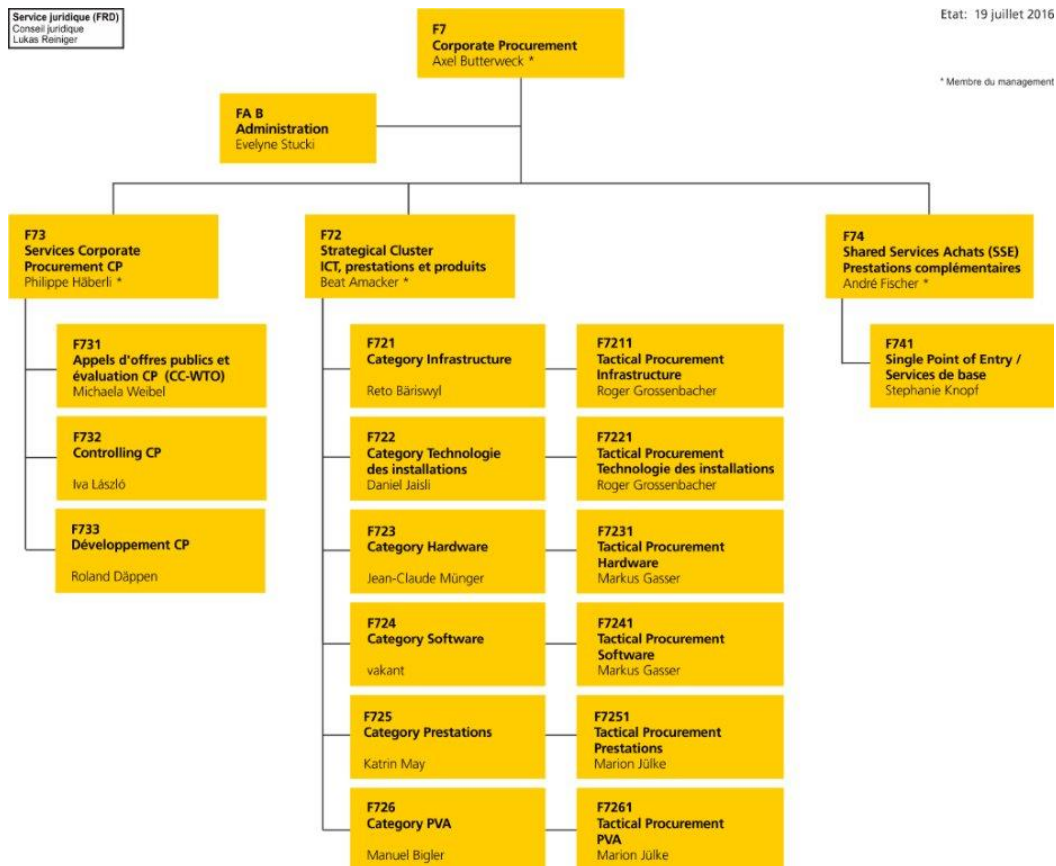 Service juridique (FRD)
Conseil juridique
Lukas Reiniger
Etat: 19 juillet 2016
* Membre du management
F7
Corporate Procurement
Axel Butterweck *
FA B
Administration
Evelyne Stucki
F73
Services Corporate
Procurement CP
Philippe Häberli *
F731
Appels d'offres publics et
évaluation CP (CC-WTO)
Michaela Weibel
F732
Controlling CP
Iva László
F733
Développement CP
Roland Däppen
F72
Strategical Cluster
ICT, prestations et produits
Beat Amacker *
F721
Category Infrastructure
Reto Bäriswyl
F7211
Tactical Procurement
Infrastructure
Roger Grossenbacher
F722
Category Technologie
des installations
Daniel Jaisli
F7221
Tactical Procurement
Technologie des installations
Roger Grossenbacher
F723
Category Hardware
Jean-Claude Münger
F7231
Tactical Procurement
Hardware
Markus Gasser
F724
Category Software
vakant
F7241
Tactical Procurement
Software
Markus Gasser
F725
Category Prestations
Katrin May
F7251
Tactical Procurement
Prestations
Marion Jülke
F726
Category PVA
Manuel Bigler
F7261
Tactical Procurement
PVA
Marion Jülke
F74
Shared Services Achats (SSE)
Prestations complémentaires
André Fischer *
F741
Single Point of Entry /
Services de base
Stephanie Knopf